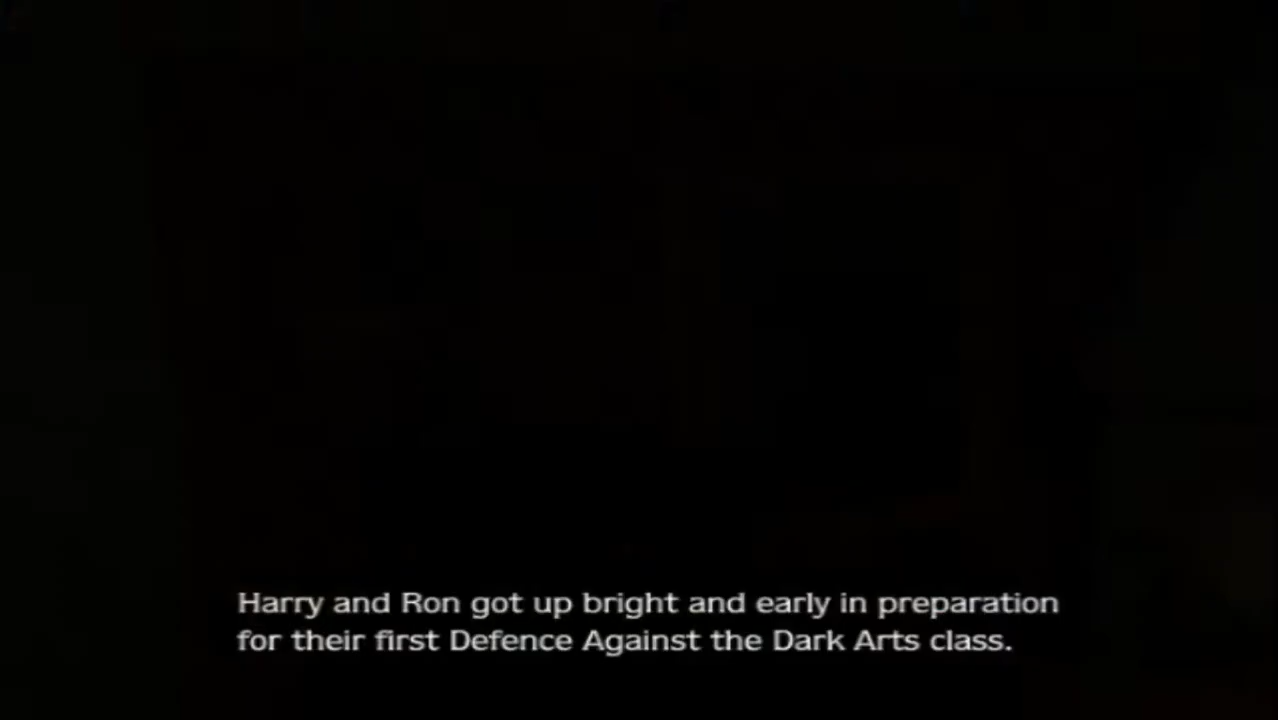 Harry and Ron got up bright and early in preparation
for their first Defence Against the Dark Arts class.